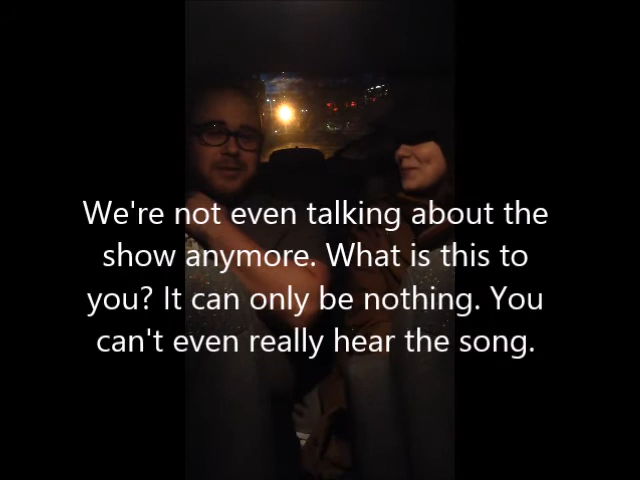 We're not even talking about the
show anymore. What is this to
you? It can only be nothing. You
can't even really hear the song.